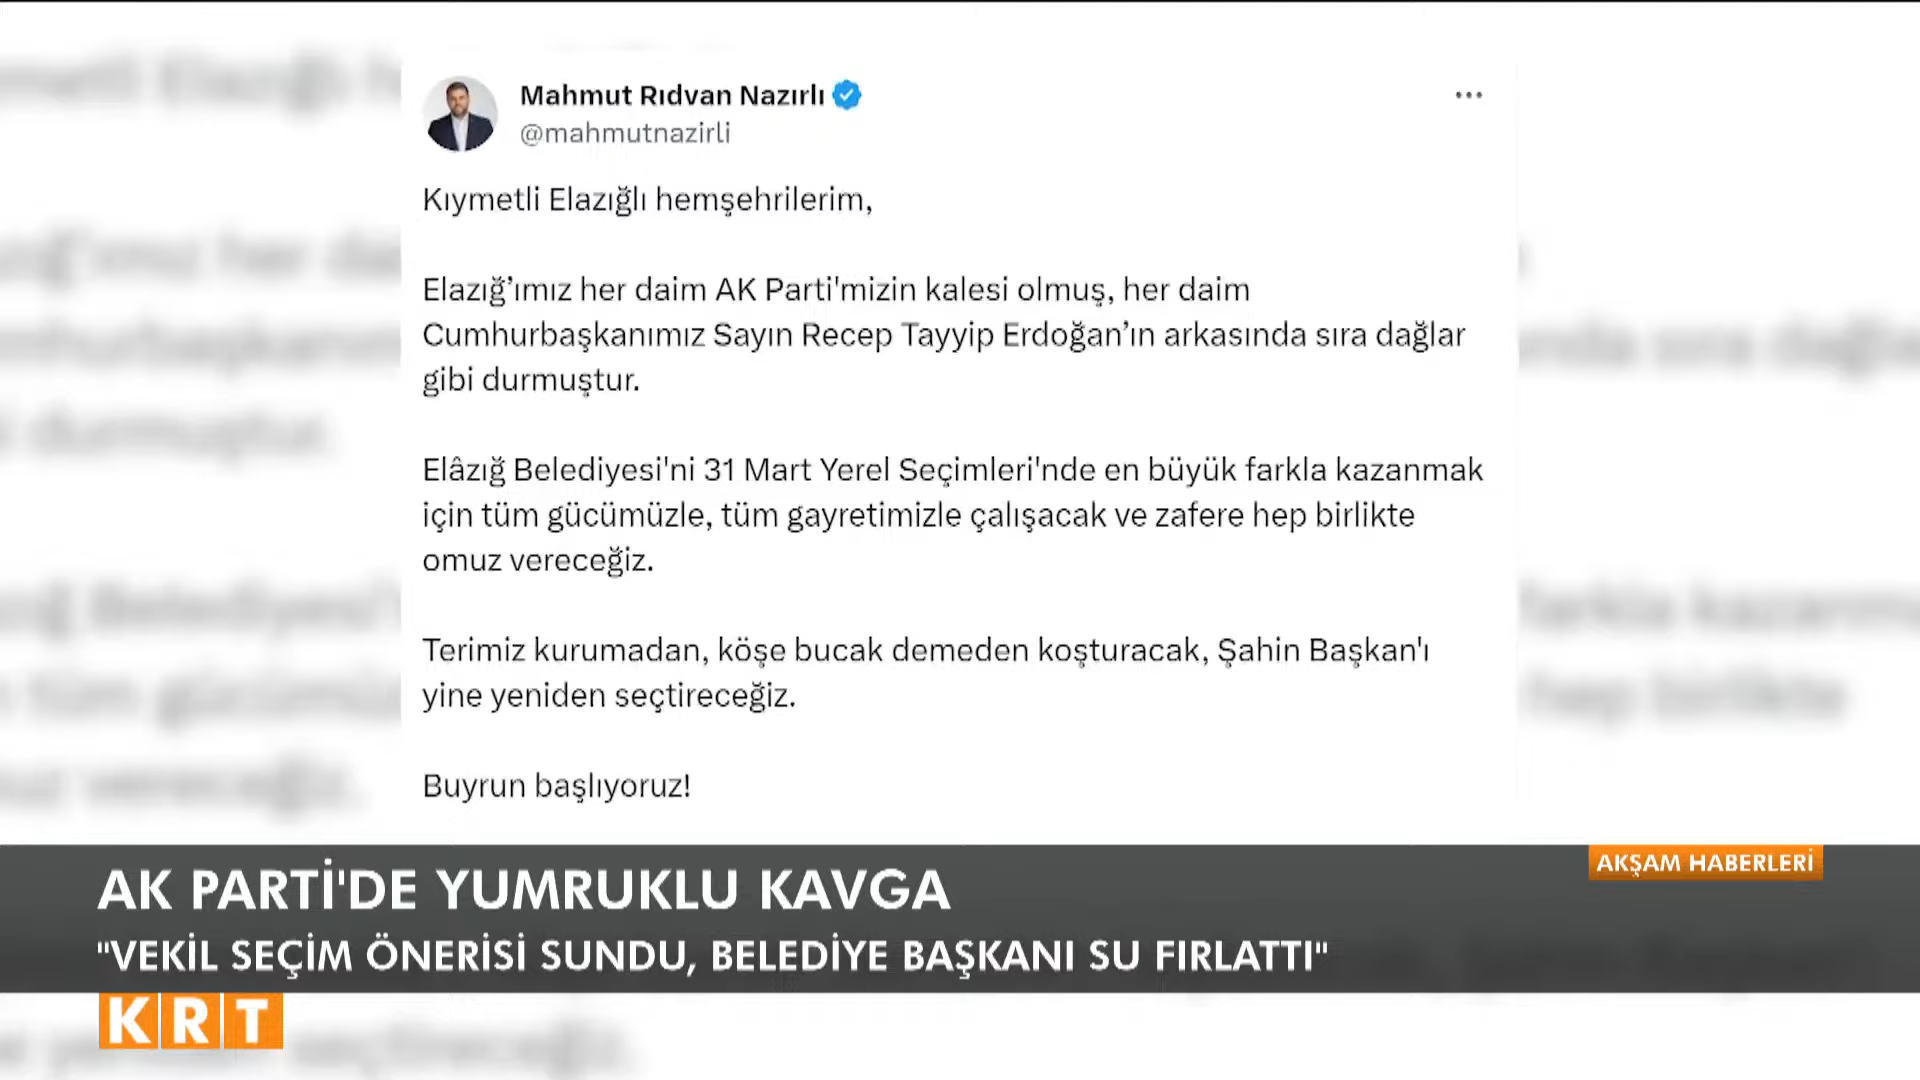 Mahmut Rıdvan Nazırlı
@mahmutnazirli
Kıymetli Elazığlı hemşehrilerim,
Elazığ’ımız her daim AK Parti'mizin kalesi olmuş, her daim
Cumhurbaşkanımız Sayın Recep Tayyip Erdoğan’ın arkasında sıra dağlar
gibi durmuştur.
Elâzığ Belediyesi'ni 31 Mart Yerel Seçimleri'nde en büyük farkla kazanmak
için tüm gücümüzle, tüm gayretimizle çalışacak ve zafere hep birlikte
omuz vereceğiz.
Terimiz kurumadan, köşe bucak demeden koşturacak, Şahin Başkan'ı
yine yeniden seçtireceğiz.
Buyrun başlıyoruz!
AKŞAM HABERLERİ
AK PARTİ'DE YUMRUKLU KAVGA
"VEKİL SEÇİM ÖNERİSİ SUNDU, BELEDİYE BAŞKANI SU FIRLATTI"
KRT